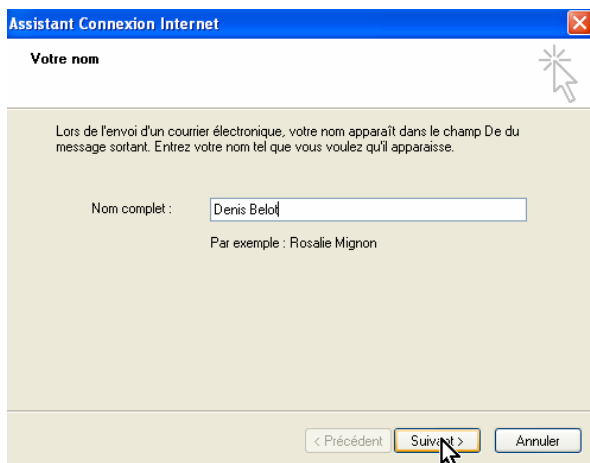 Assistant Connexion Internet
Votre nom
Lors de l'envoi d'un courrier électronique, votre nom apparaît dans le champ De du
message sortant. Entrez votre nom tel que vous voulez qu'il apparaisse.
Nom complet : Denis Belot
Par exemple : Rosalie Mignon
< Précédent Suivant > Annuler